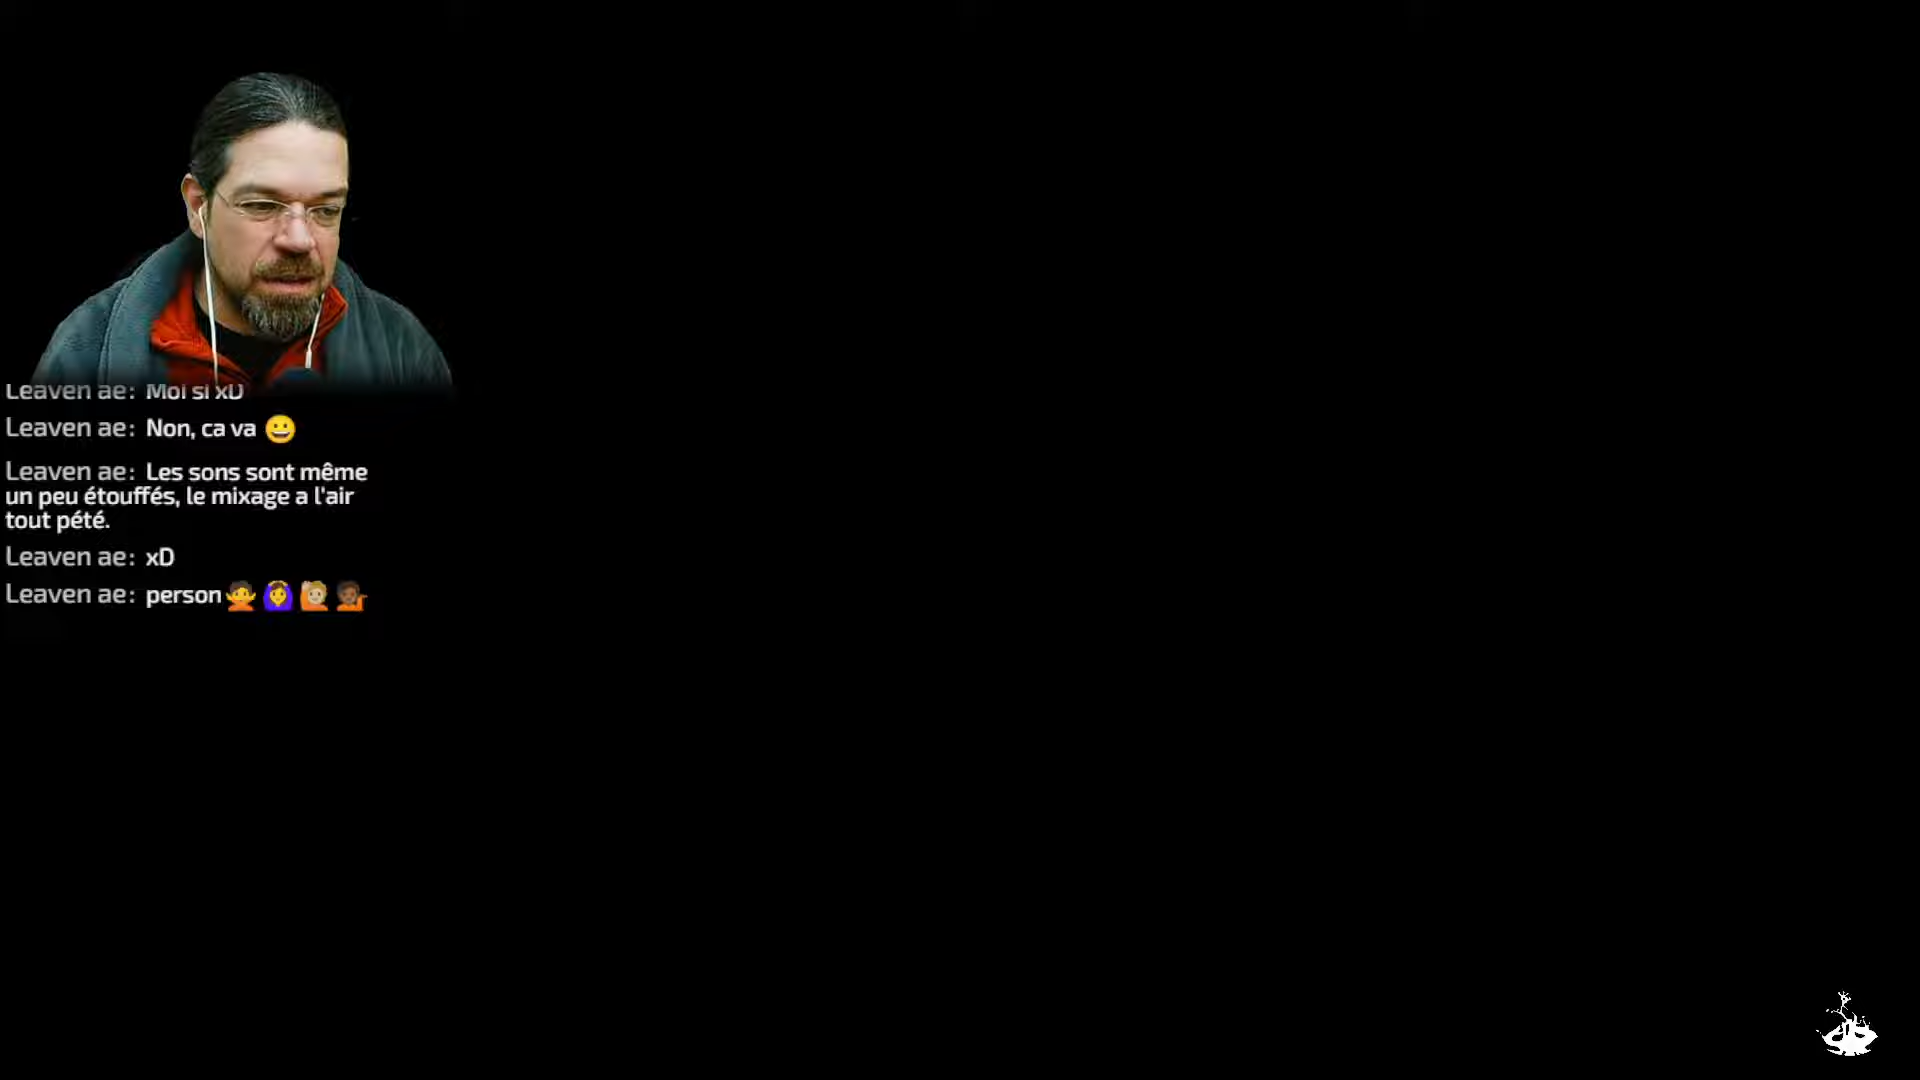 Leaven ae: Moi si xD
Leaven ae: Non, ca va 😀
Leaven ae: Les sons sont même
un peu étouffés, le mixage a l'air
tout pété.
Leaven ae: xD
Leaven ae: person🙅🙆‍♀️🙋🏼💁🏾